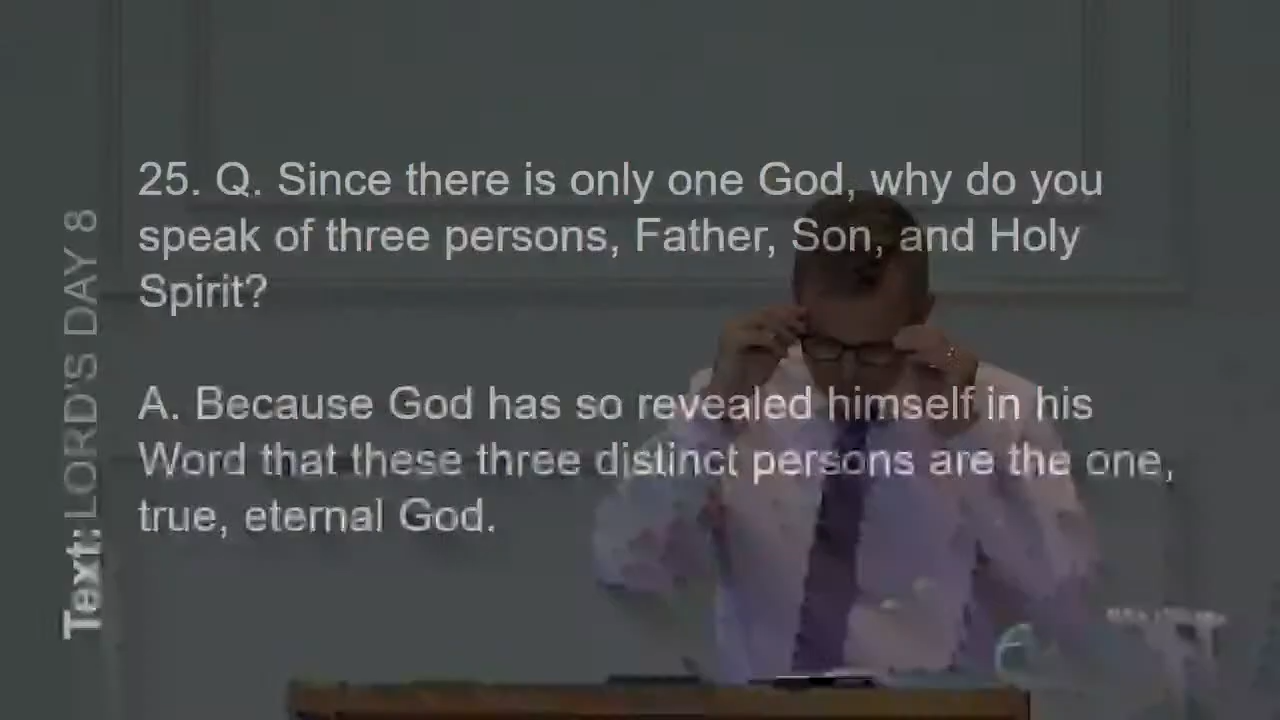 Text: LORD'S DAY 8
25. Q. Since there is only one God, why do you
speak of three persons, Father, Son, and Holy
Spirit?
A. Because God has so revealed himself in his
Word that these three distinct persons are the one,
true, eternal God.